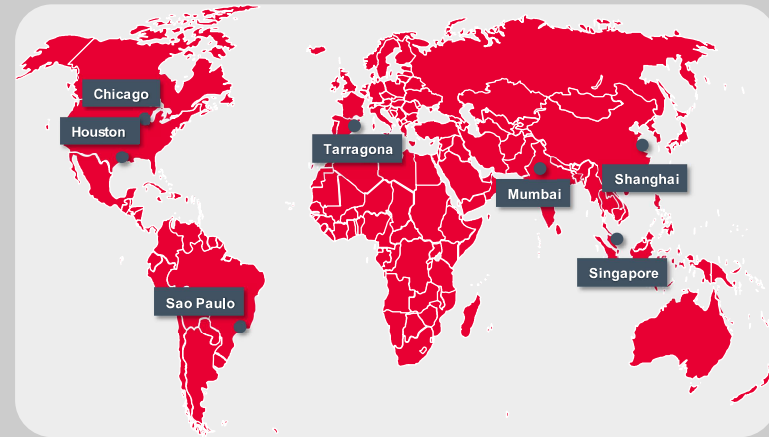 Chicago
Houston
Tarragona
Mumbai
Shanghai
Singapore
Sao Paulo